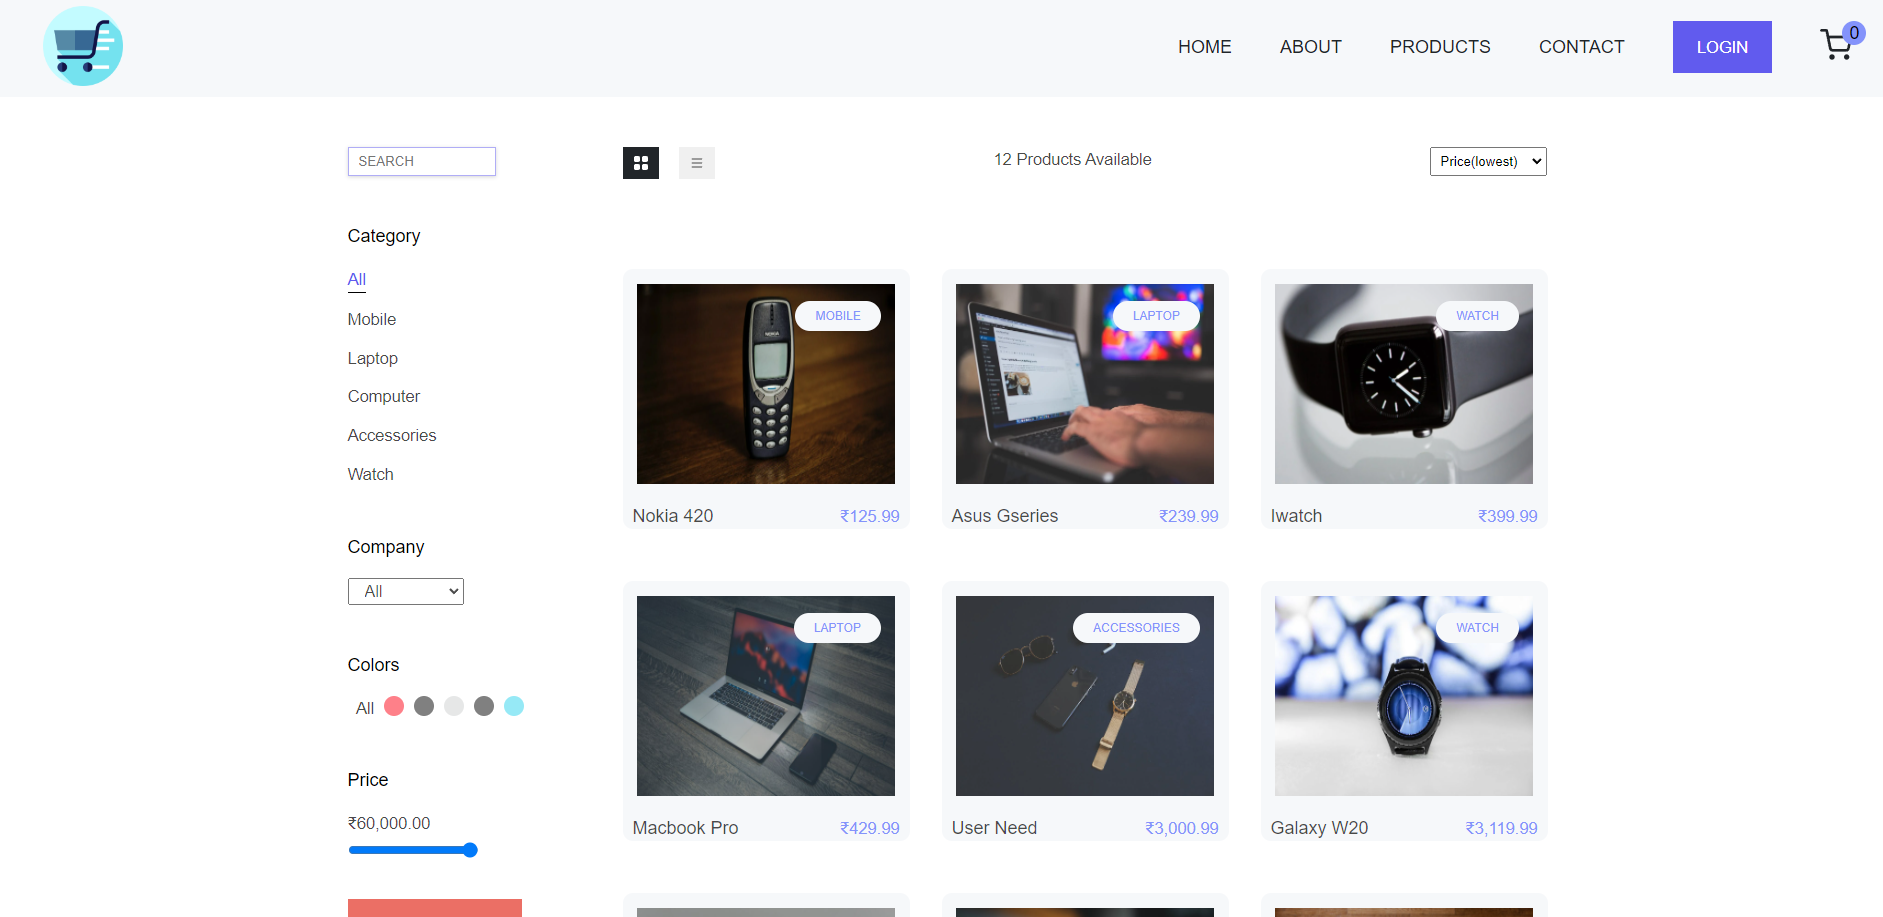 HOME
ABOUT
PRODUCTS
CONTACT
LOGIN
0
SEARCH
12 Products Available
Price(lowest)
Category
All
Mobile
Laptop
Computer
Accessories
Watch
Company
All
Colors
All
Price
₹60,000.00
MOBILE
Nokia 420 ₹125.99
LAPTOP
Asus Gseries ₹239.99
WATCH
Iwatch ₹399.99
LAPTOP
Macbook Pro ₹429.99
ACCESSORIES
User Need ₹3,000.99
WATCH
Galaxy W20 ₹3,119.99